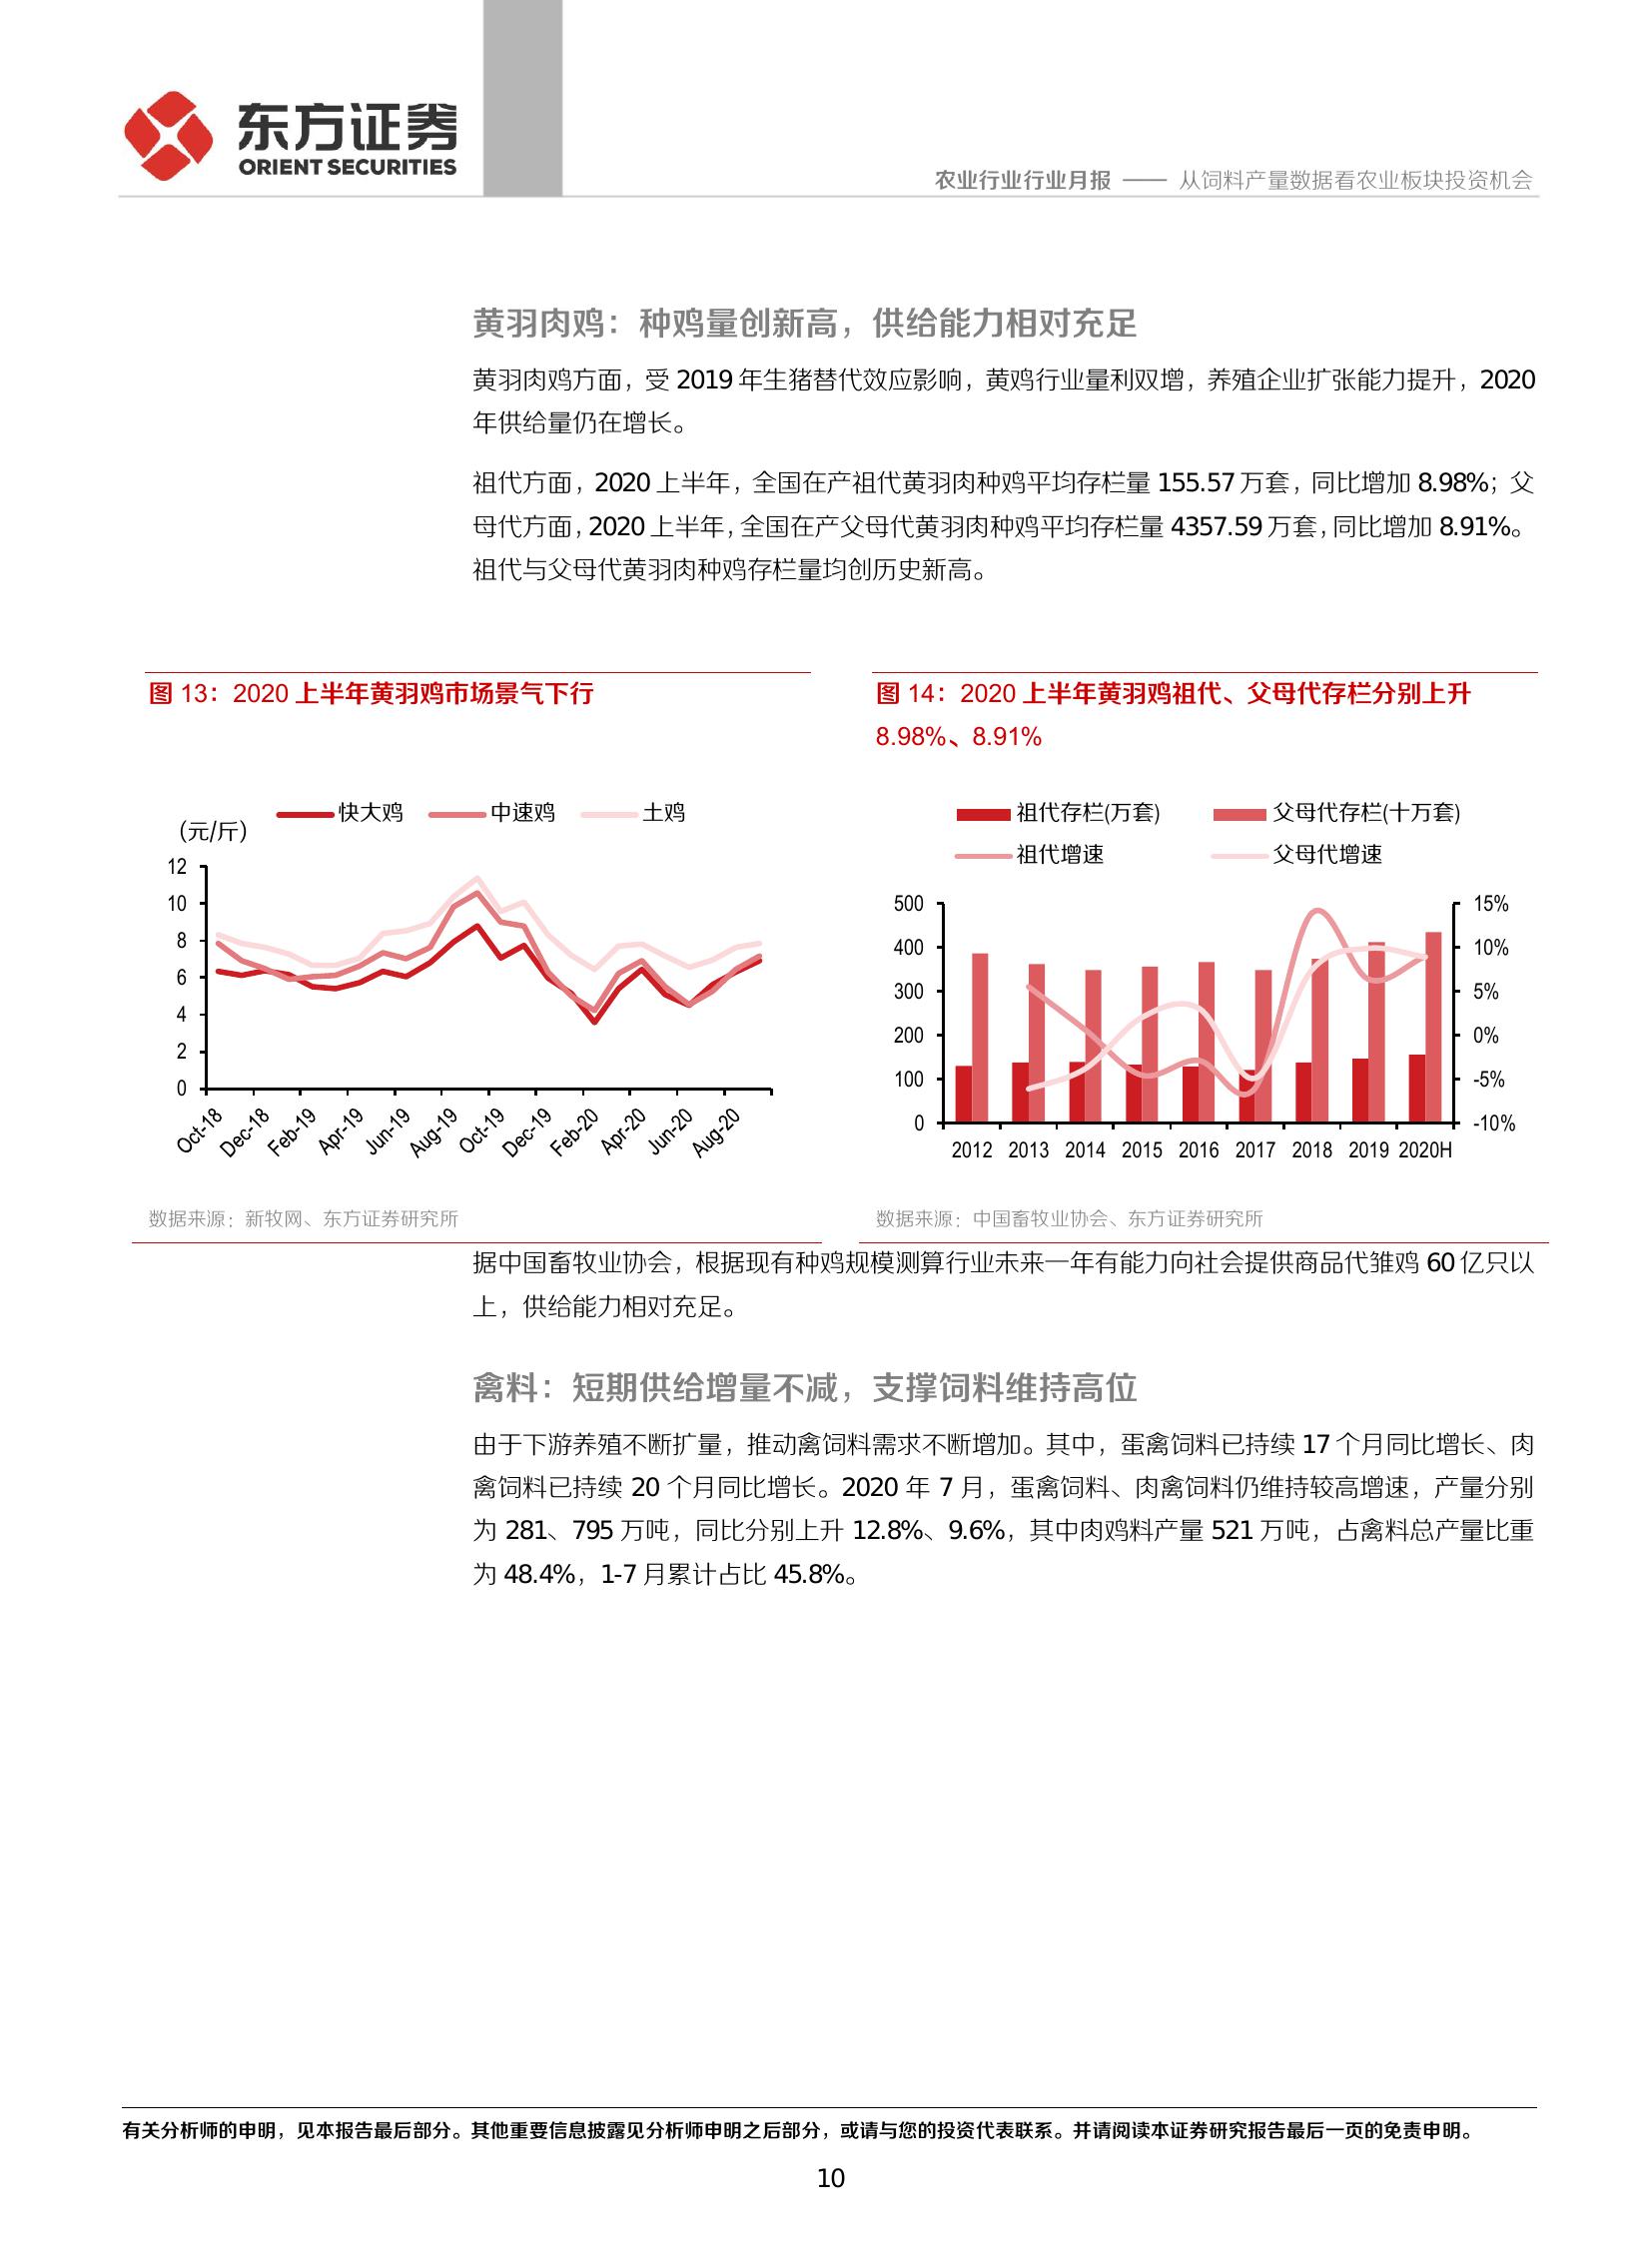 东方证券
ORIENT SECURITIES
农业行业行业月报 —— 从饲料产量数据看农业板块投资机会
黄羽肉鸡：种鸡量创新高，供给能力相对充足
黄羽肉鸡方面，受 2019 年生猪替代效应影响，黄鸡行业量利双增，养殖企业扩张能力提升，2020
年供给量仍在增长。
祖代方面，2020 上半年，全国在产祖代黄羽肉种鸡平均存栏量 155.57 万套，同比增加 8.98%；父
母代方面，2020 上半年，全国在产父母代黄羽肉种鸡平均存栏量 4357.59 万套，同比增加 8.91%。
祖代与父母代黄羽肉种鸡存栏量均创历史新高。
图 13：2020 上半年黄羽鸡市场景气下行
(元/斤)
快大鸡 中速鸡 土鸡
12
10
8
6
4
2
0
Oct-18 Dec-18 Feb-19 Apr-19 Jun-19 Aug-19 Oct-19 Dec-19 Feb-20 Apr-20 Jun-20 Aug-20
数据来源：新牧网、东方证券研究所
图 14：2020 上半年黄羽鸡祖代、父母代存栏分别上升
8.98%、8.91%
祖代存栏(万套) 父母代存栏(十万套)
祖代增速 父母代增速
500 15%
400 10%
300 5%
200 0%
100 -5%
0 -10%
2012 2013 2014 2015 2016 2017 2018 2019 2020H
数据来源：中国畜牧业协会、东方证券研究所
据中国畜牧业协会，根据现有种鸡规模测算行业未来一年有能力向社会提供商品代雏鸡 60 亿只以
上，供给能力相对充足。
禽料：短期供给增量不减，支撑饲料维持高位
由于下游养殖不断扩量，推动禽饲料需求不断增加。其中，蛋禽饲料已持续 17 个月同比增长、肉
禽饲料已持续 20 个月同比增长。2020 年 7 月，蛋禽饲料、肉禽饲料仍维持较高增速，产量分别
为 281、795 万吨，同比分别上升 12.8%、9.6%，其中肉鸡料产量 521 万吨，占禽料总产量比重
为 48.4%，1-7 月累计占比 45.8%。
有关分析师的申明，见本报告最后部分。其他重要信息披露见分析师申明之后部分，或请与您的投资代表联系。并请阅读本证券研究报告最后一页的免责申明。
10